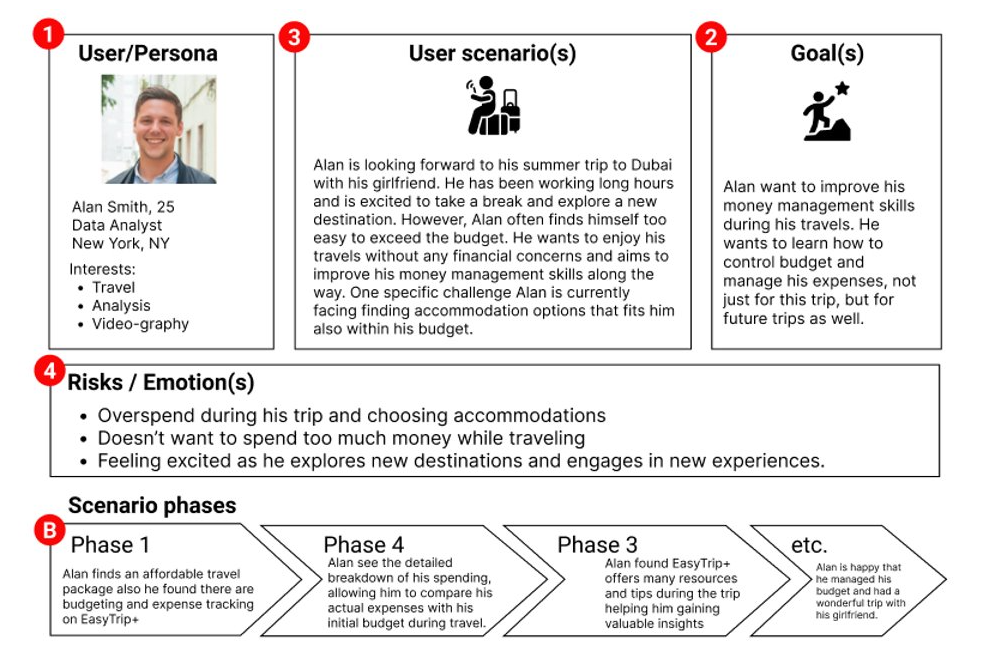 1
User/Persona
Alan Smith, 25
Data Analyst
New York, NY
Interests:
• Travel
• Analysis
• Video-graphy
3
User scenario(s)
Alan is looking forward to his summer trip to Dubai
with his girlfriend. He has been working long hours
and is excited to take a break and explore a new
destination. However, Alan often finds himself too
easy to exceed the budget. He wants to enjoy his
travels without any financial concerns and aims to
improve his money management skills along the
way. One specific challenge Alan is currently
facing finding accommodation options that fits him
also within his budget.
2
Goal(s)
Alan want to improve his
money management skills
during his travels. He
wants to learn how to
control budget and
manage his expenses, not
just for this trip, but for
future trips as well.
4
Risks / Emotion(s)
• Overspend during his trip and choosing accommodations
• Doesn’t want to spend too much money while traveling
• Feeling excited as he explores new destinations and engages in new experiences.
Scenario phases
B
Phase 1
Alan finds an affordable travel
package also he found there are
budgeting and expense tracking
on EasyTrip+
Phase 4
Alan see the detailed
breakdown of his spending,
allowing him to compare his
actual expenses with his
initial budget during travel.
Phase 3
Alan found EasyTrip+
offers many resources
and tips during the trip
helping him gaining
valuable insights
etc.
Alan is happy that
he managed his
budget and had a
wonderful trip with
his girlfriend.